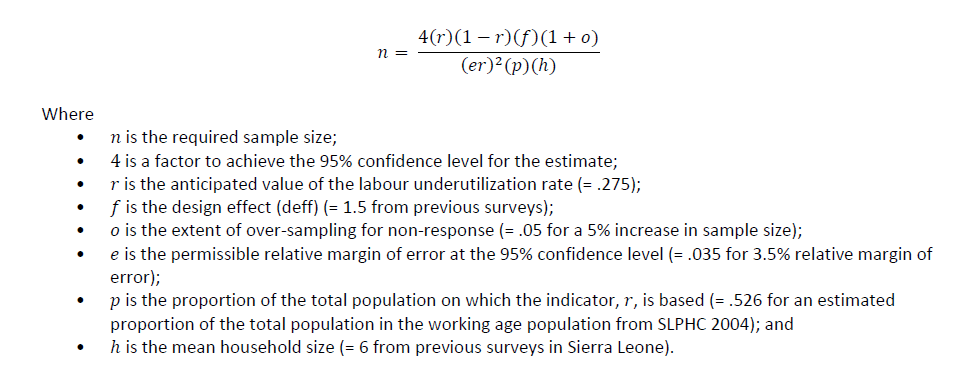 n = 4(r)(1 − r)(f)(1 + o) / (er)²(p)(h)
Where
• n is the required sample size;
• 4 is a factor to achieve the 95% confidence level for the estimate;
• r is the anticipated value of the labour underutilization rate (= .275);
• f is the design effect (deff) (= 1.5 from previous surveys);
• o is the extent of over-sampling for non-response (= .05 for a 5% increase in sample size);
• e is the permissible relative margin of error at the 95% confidence level (= .035 for 3.5% relative margin of
error);
• p is the proportion of the total population on which the indicator, r, is based (= .526 for an estimated
proportion of the total population in the working age population from SLPHC 2004); and
• h is the mean household size (= 6 from previous surveys in Sierra Leone).